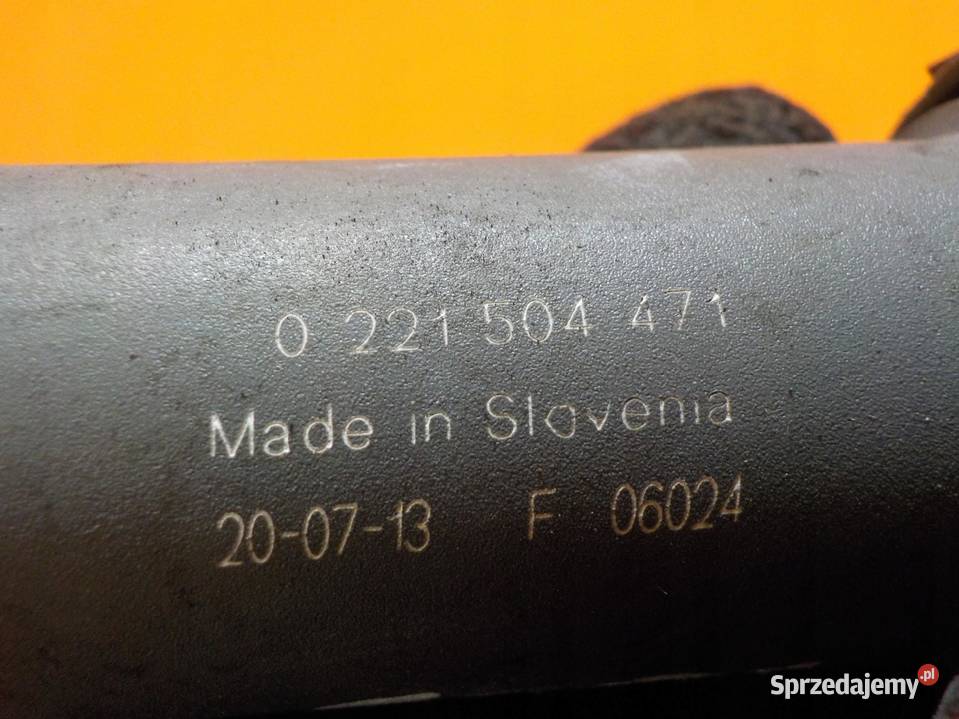 0 221 504 471
Made in Slovenia
20-07-13 F 06024
Sprzedajemy.pl